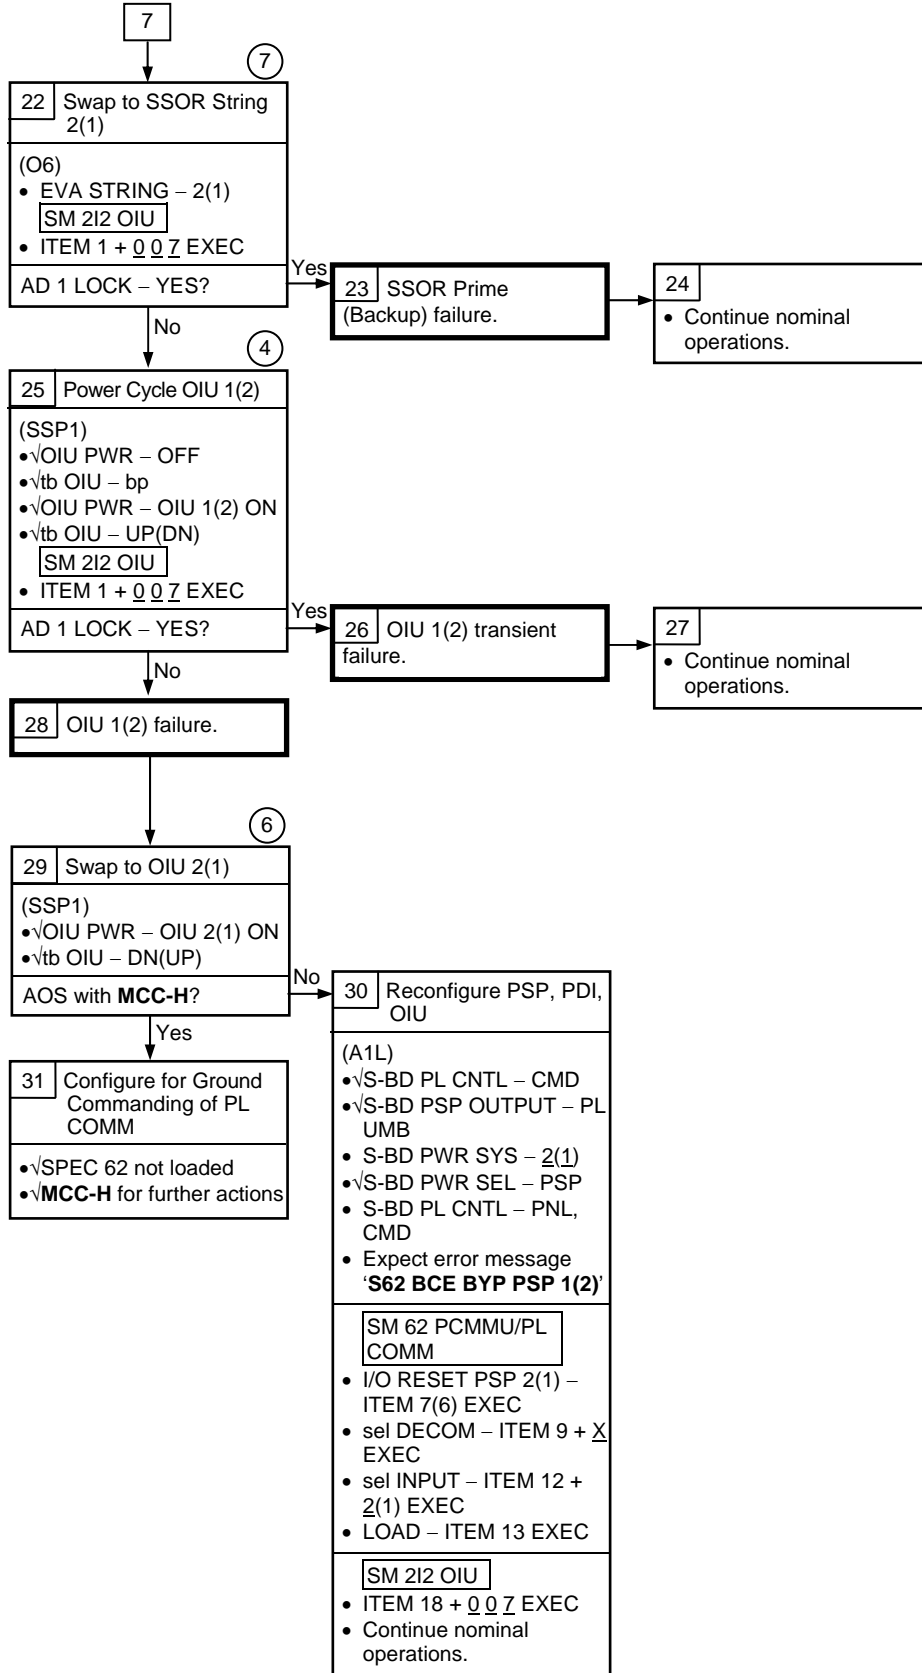 7
7
22 Swap to SSOR String
2(1)
(O6)
• EVA STRING – 2(1)
SM 2I2 OIU
• ITEM 1 + 0 0 7 EXEC
AD 1 LOCK – YES?
Yes
23 SSOR Prime
(Backup) failure.
24
• Continue nominal
operations.
No
4
25 Power Cycle OIU 1(2)
(SSP1)
•√OIU PWR – OFF
•√tb OIU – bp
•√OIU PWR – OIU 1(2) ON
•√tb OIU – UP(DN)
SM 2I2 OIU
• ITEM 1 + 0 0 7 EXEC
AD 1 LOCK – YES?
Yes
26 OIU 1(2) transient
failure.
27
• Continue nominal
operations.
No
28 OIU 1(2) failure.
6
29 Swap to OIU 2(1)
(SSP1)
•√OIU PWR – OIU 2(1) ON
•√tb OIU – DN(UP)
AOS with MCC-H?
No
Yes
31 Configure for Ground
Commanding of PL
COMM
•√SPEC 62 not loaded
•√MCC-H for further actions
30 Reconfigure PSP, PDI,
OIU
(A1L)
•√S-BD PL CNTL – CMD
•√S-BD PSP OUTPUT – PL
UMB
• S-BD PWR SYS – 2(1)
•√S-BD PWR SEL – PSP
• S-BD PL CNTL – PNL,
CMD
• Expect error message
‘S62 BCE BYP PSP 1(2)’
SM 62 PCMMU/PL
COMM
• I/O RESET PSP 2(1) –
ITEM 7(6) EXEC
• sel DECOM – ITEM 9 + X
EXEC
• sel INPUT – ITEM 12 +
2(1) EXEC
• LOAD – ITEM 13 EXEC
SM 2I2 OIU
• ITEM 18 + 0 0 7 EXEC
• Continue nominal
operations.